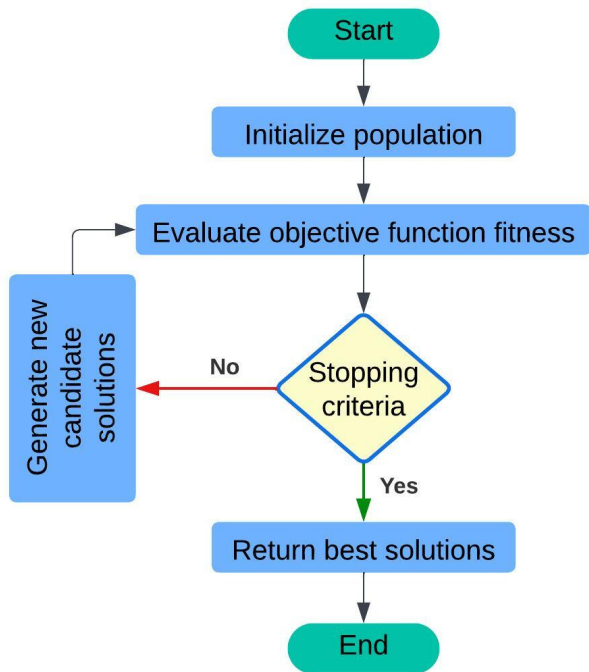 Start
Initialize population
Evaluate objective function fitness
Generate new
candidate
solutions
No
Stopping
criteria
Yes
Return best solutions
End